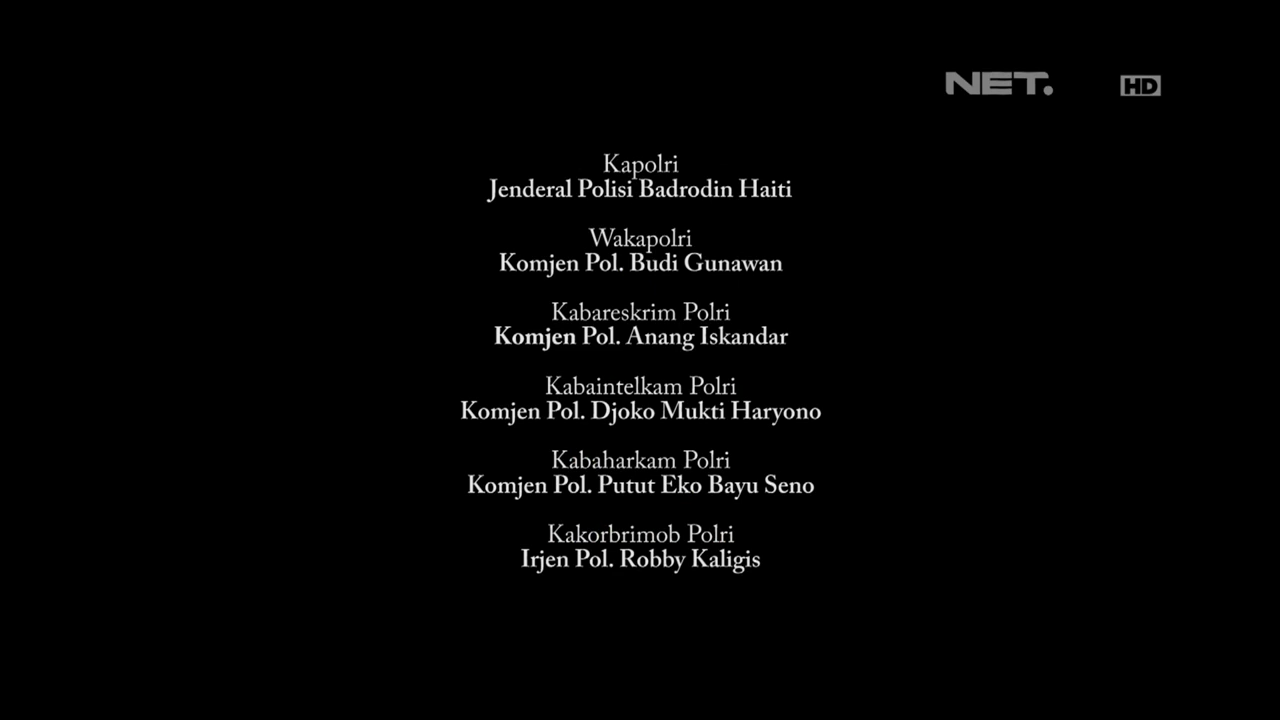 NET. HD
Kapolri
Jenderal Polisi Badrodin Haiti
Wakapolri
Komjen Pol. Budi Gunawan
Kabareskrim Polri
Komjen Pol. Anang Iskandar
Kabaintelkam Polri
Komjen Pol. Djoko Mukti Haryono
Kabaharkam Polri
Komjen Pol. Putut Eko Bayu Seno
Kakorbrimob Polri
Irjen Pol. Robby Kaligis